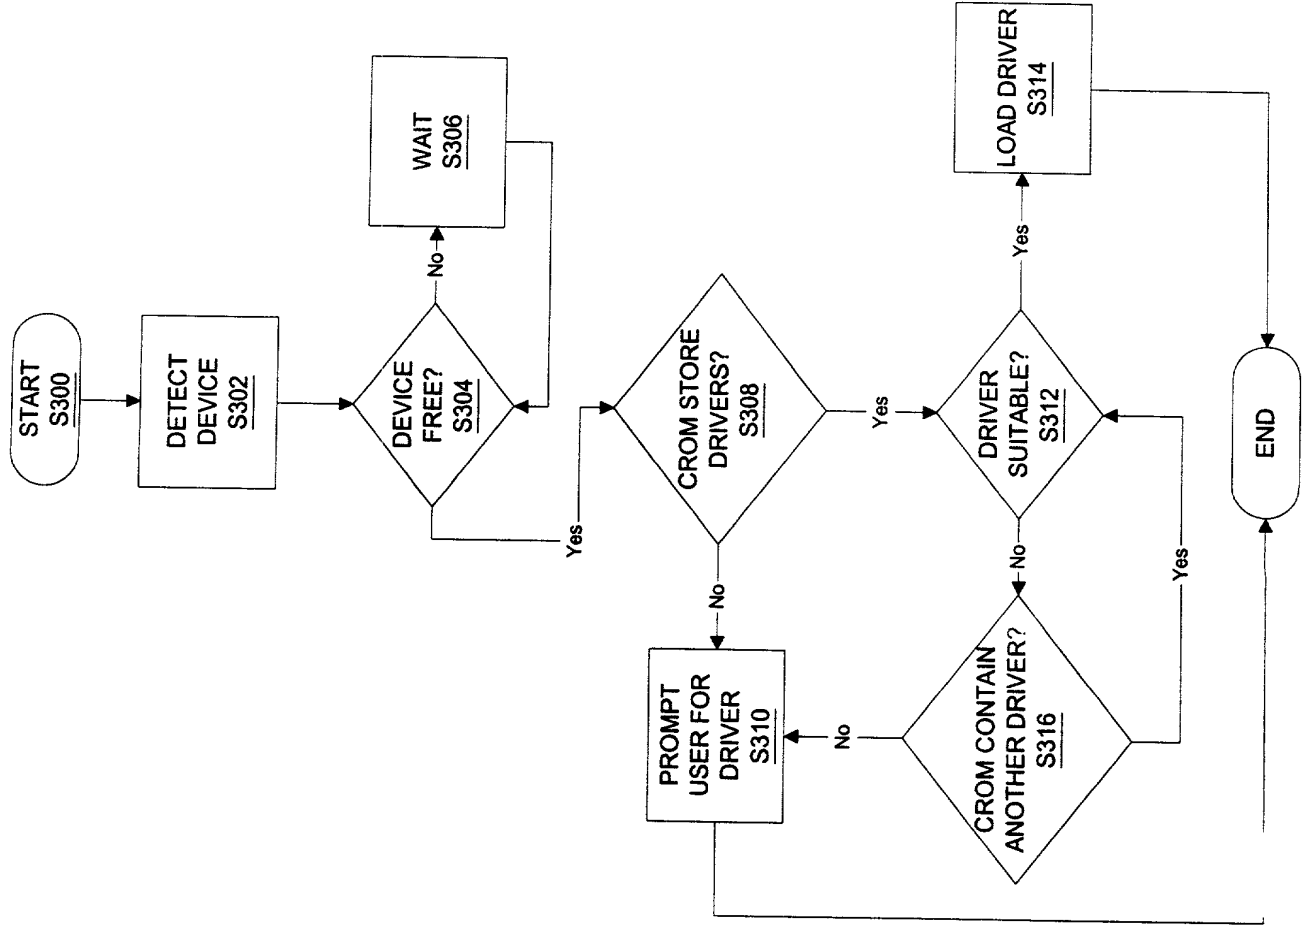 START
S300
DETECT
DEVICE
S302
DEVICE
FREE?
S304
No
WAIT
S306
Yes
CROM STORE
DRIVERS?
S308
No
PROMPT
USER FOR
DRIVER
S310
Yes
DRIVER
SUITABLE?
S312
Yes
LOAD DRIVER
S314
No
CROM CONTAIN
ANOTHER DRIVER?
S316
No
Yes
END